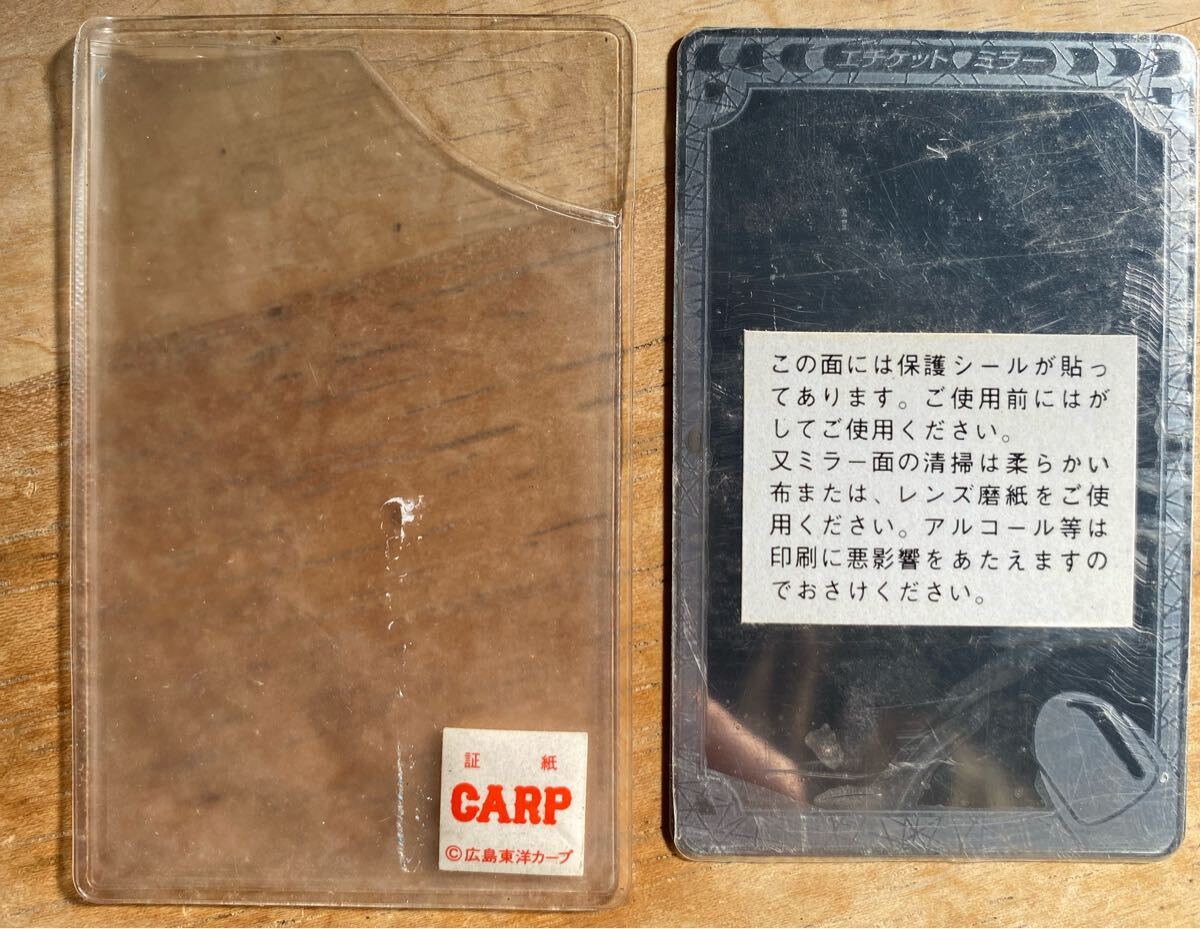 証 紙
CARP
©広島東洋カープ
エチケット♥ミラー
この面には保護シールが貼っ
てあります。ご使用前にはが
してご使用ください。
又ミラー面の清掃は柔らかい
布または、レンズ磨紙をご使
用ください。アルコール等は
印刷に悪影響をあたえますの
でおさけください。